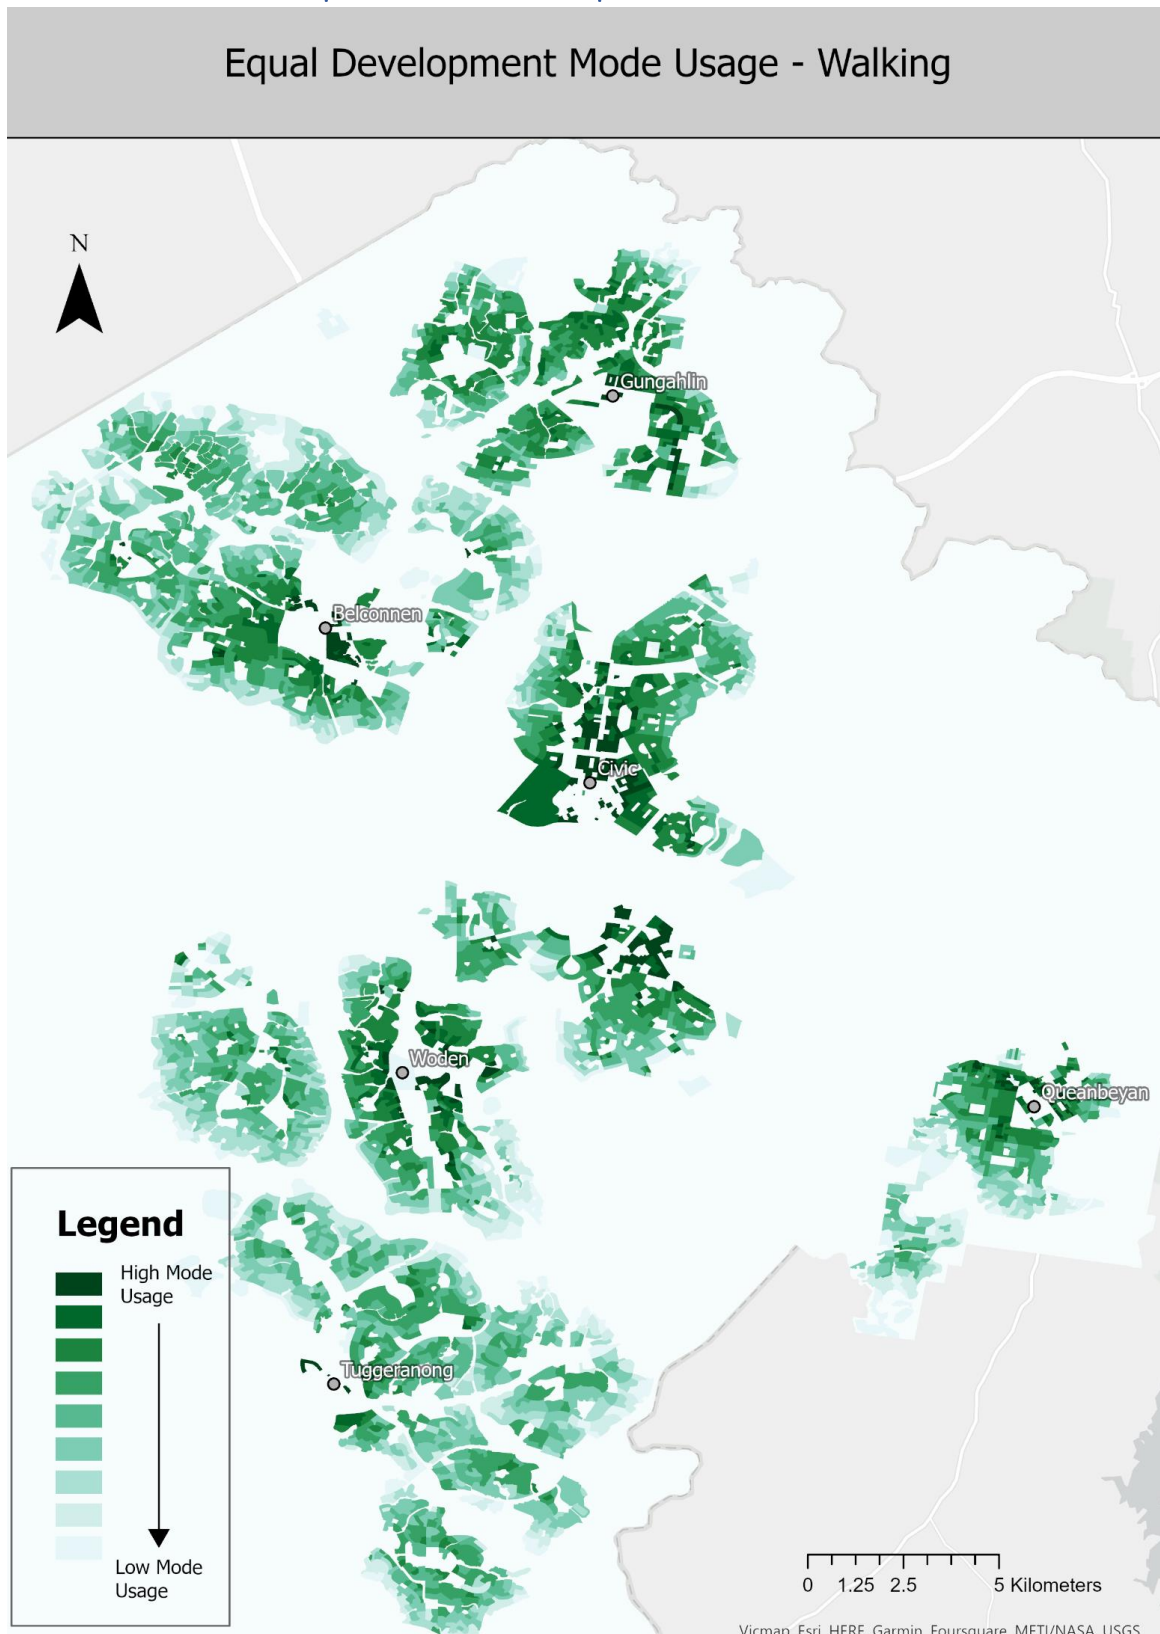 Equal Development Mode Usage - Walking
N
Gungahlin
Belconnen
Civic
Woden
Queanbeyan
Tuggeranong
Legend
High Mode
Usage
Low Mode
Usage
0 1.25 2.5 5 Kilometers
Vicmap, Esri, HERE, Garmin, Foursquare, METI/NASA, USGS